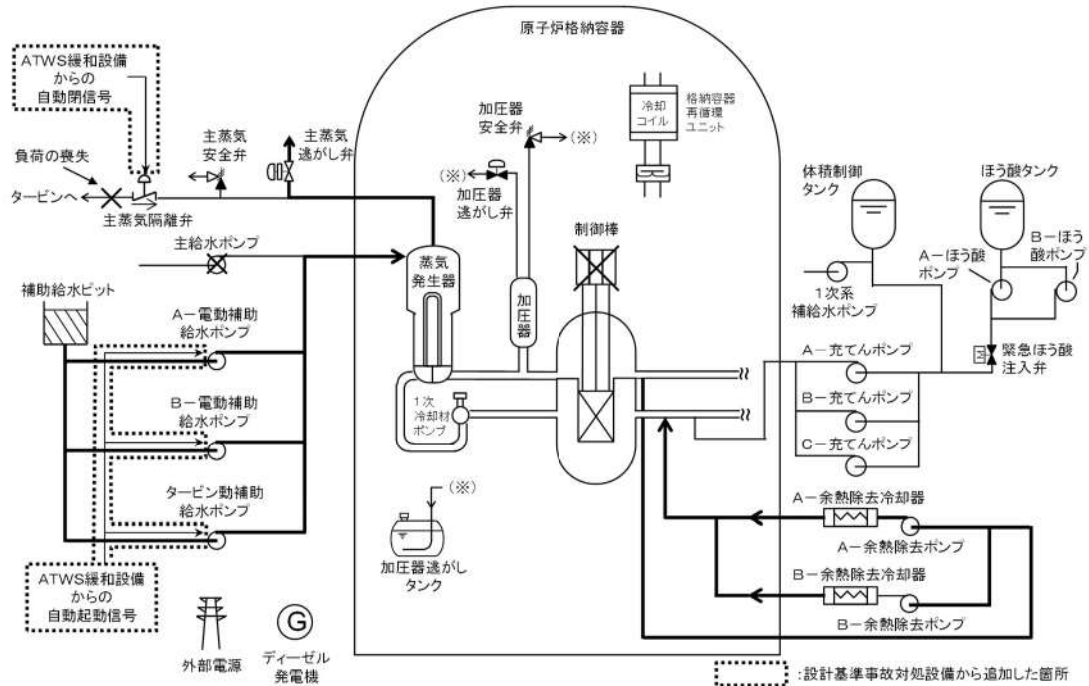 原子炉格納容器
ATWS緩和設備
からの
自動閉信号
負荷の喪失
タービンへ
主蒸気隔離弁
主蒸気
安全弁
主蒸気
逃がし弁
主給水ポンプ
補助給水ピット
A-電動補助
給水ポンプ
B-電動補助
給水ポンプ
タービン動補助
給水ポンプ
ATWS緩和設備
からの
自動起動信号
外部電源
G
ディーゼル
発電機
加圧器
安全弁
(※)
(※)
加圧器
逃がし弁
冷却
コイル
格納容器
再循環
ユニット
蒸気
発生器
加圧器
制御棒
1次
冷却材
ポンプ
(※)
加圧器逃がし
タンク
体積制御
タンク
ほう酸タンク
A-ほう酸
ポンプ
B-ほう
酸ポンプ
1次系
補給水ポンプ
M
緊急ほう酸
注入弁
A-充てんポンプ
B-充てんポンプ
C-充てんポンプ
A-余熱除去冷却器
A-余熱除去ポンプ
B-余熱除去冷却器
B-余熱除去ポンプ
:設計基準事故対処設備から追加した箇所